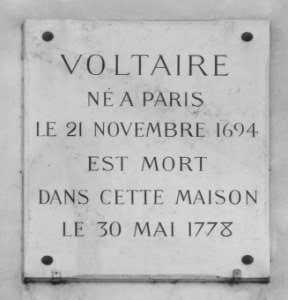 VOLTAIRE
NÉ A PARIS
LE 21 NOVEMBRE 1694
EST MORT
DANS CETTE MAISON
LE 30 MAI 1778